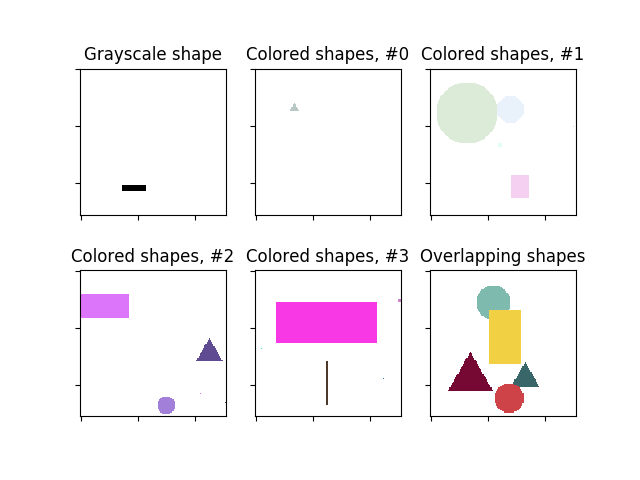 Grayscale shape
Colored shapes, #0
Colored shapes, #1
Colored shapes, #2
Colored shapes, #3
Overlapping shapes